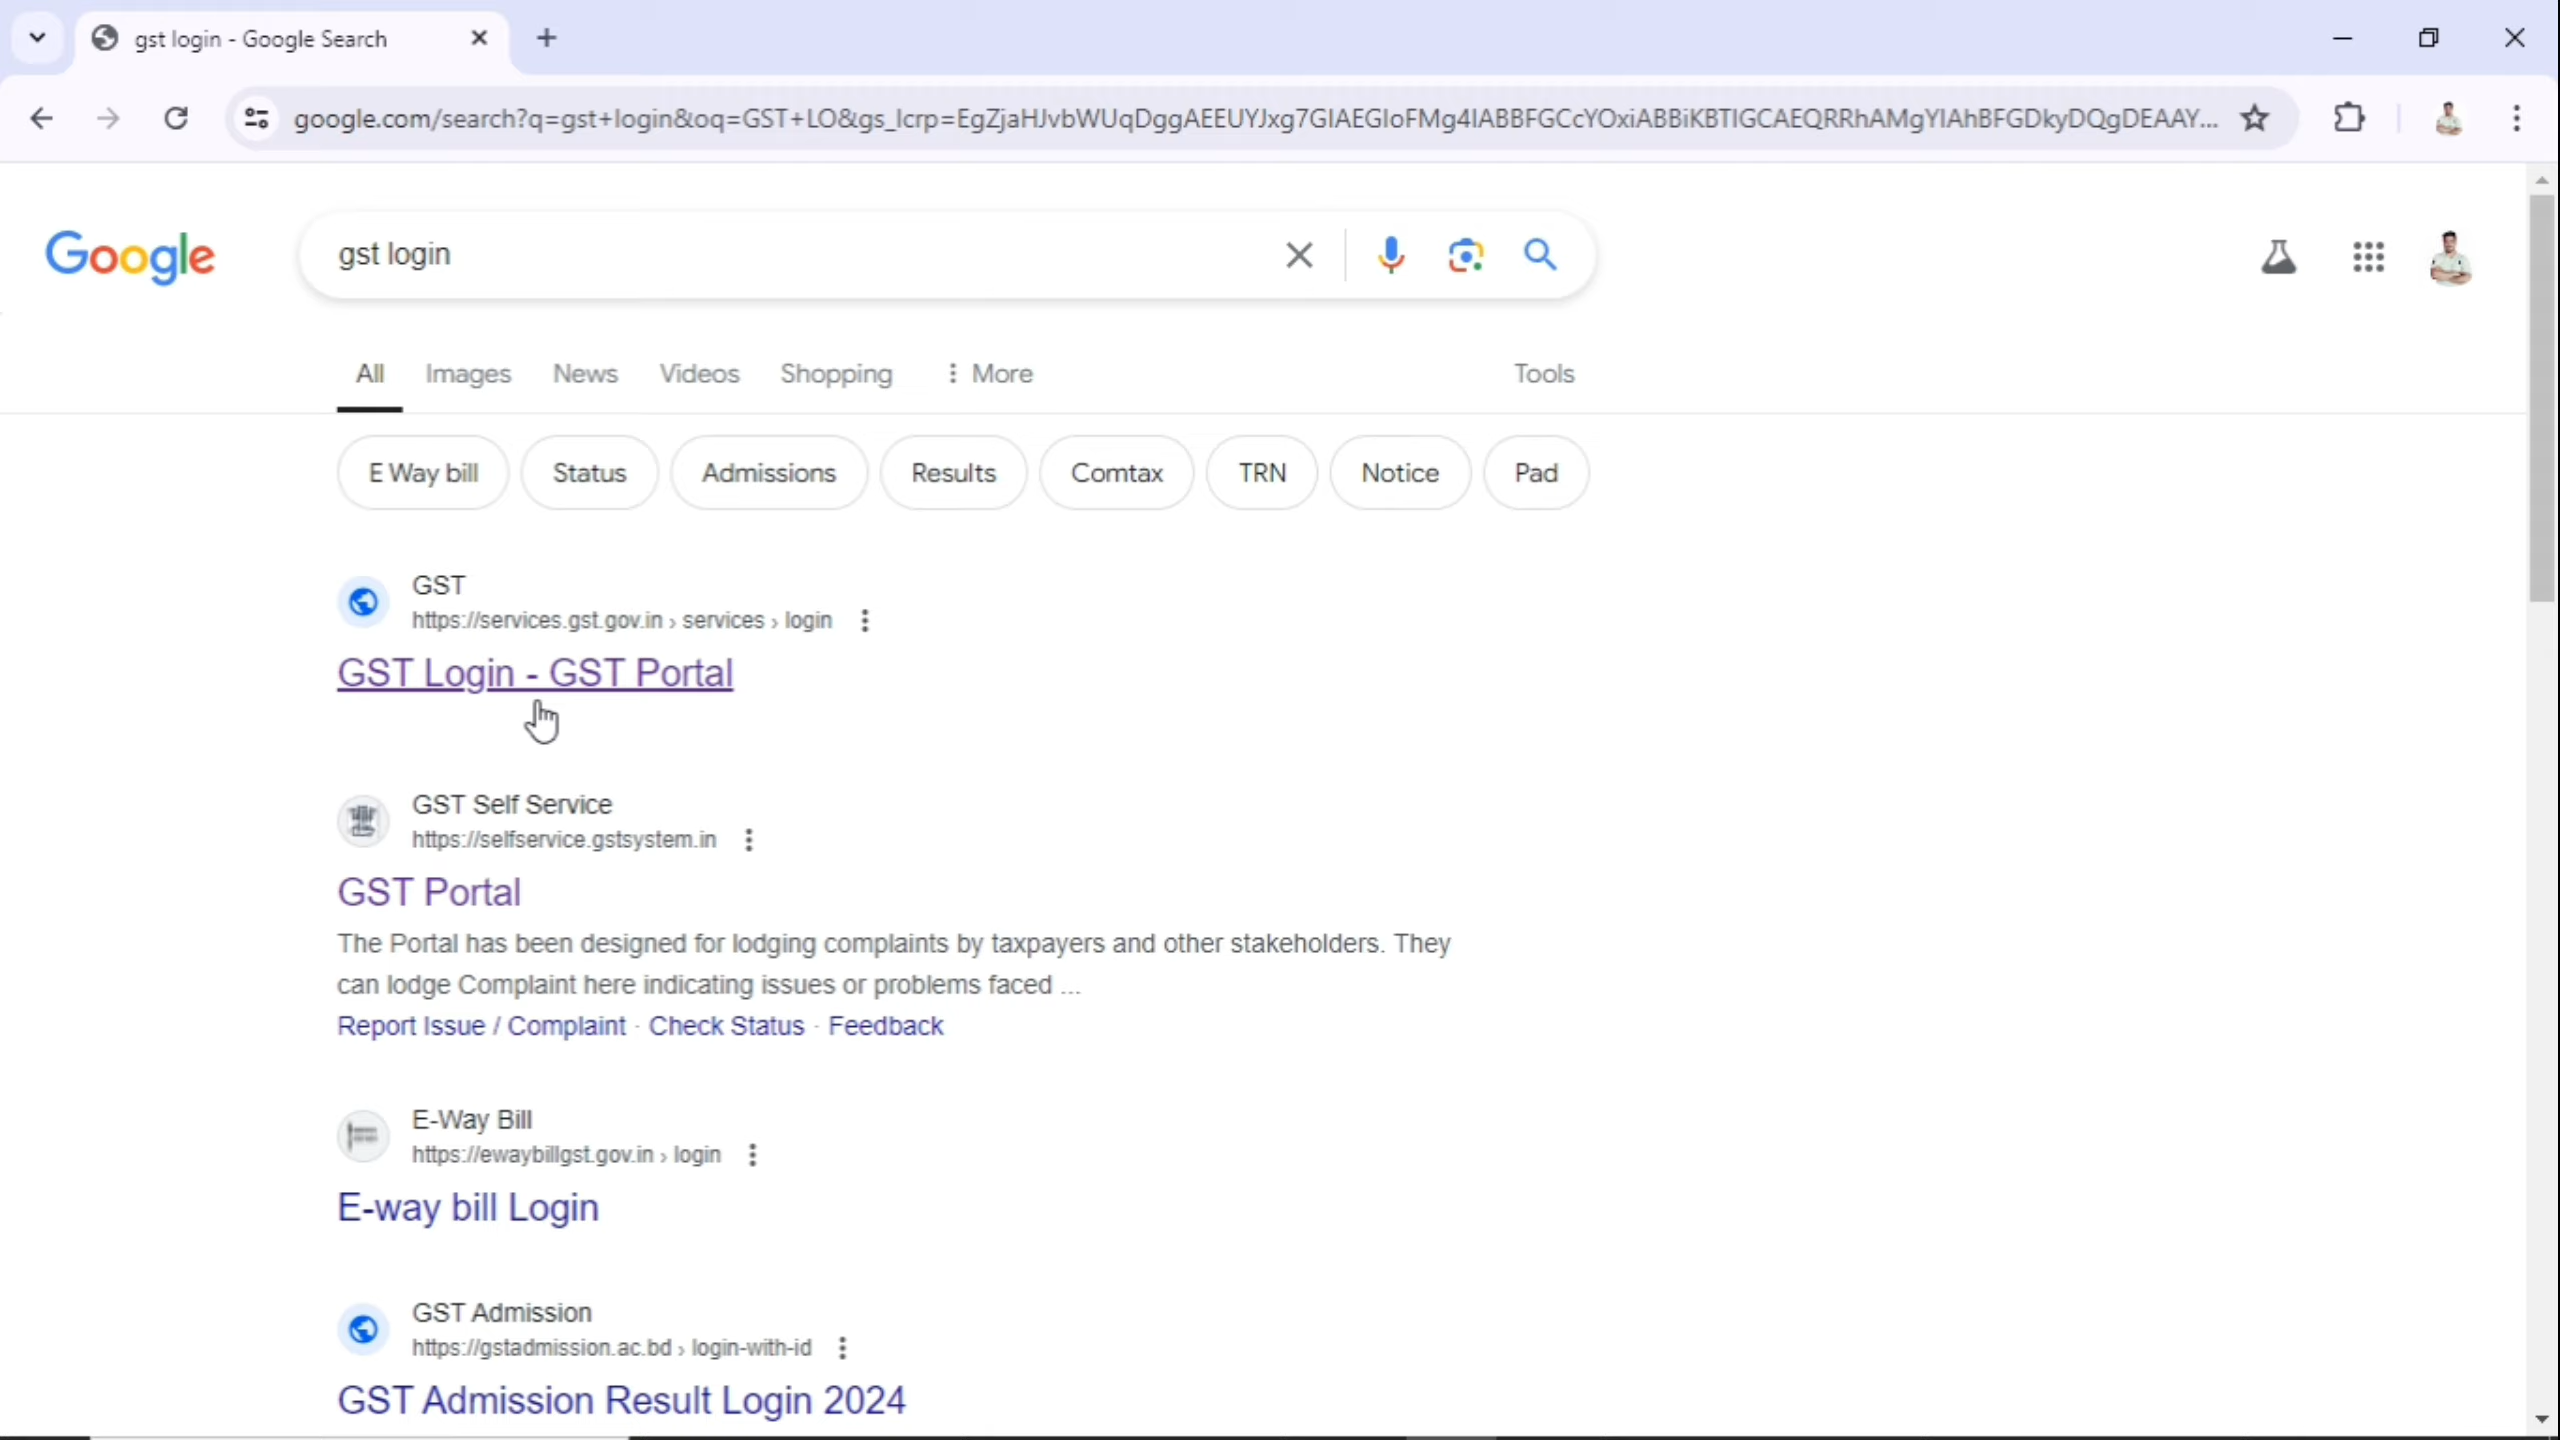 gst login - Google Search
google.com/search?q=gst+login&oq=GST+LO&gs_lcrp=EgZjaHJvbWUqDggAEEUYJxg7GIAEGIoFMg4IABBFGCcYOxiABBiKBTIGCAEQRRhAMgYIAhBFGDkyDQgDEAAY...
Google
gst login
All Images News Videos Shopping More Tools
E Way bill Status Admissions Results Comtax TRN Notice Pad
GST
https://services.gst.gov.in › services › login
GST Login - GST Portal
GST Self Service
https://selfservice.gstsystem.in
GST Portal
The Portal has been designed for lodging complaints by taxpayers and other stakeholders. They
can lodge Complaint here indicating issues or problems faced ...
Report Issue / Complaint · Check Status · Feedback
E-Way Bill
https://ewaybillgst.gov.in › login
E-way bill Login
GST Admission
https://gstadmission.ac.bd › login-with-id
GST Admission Result Login 2024